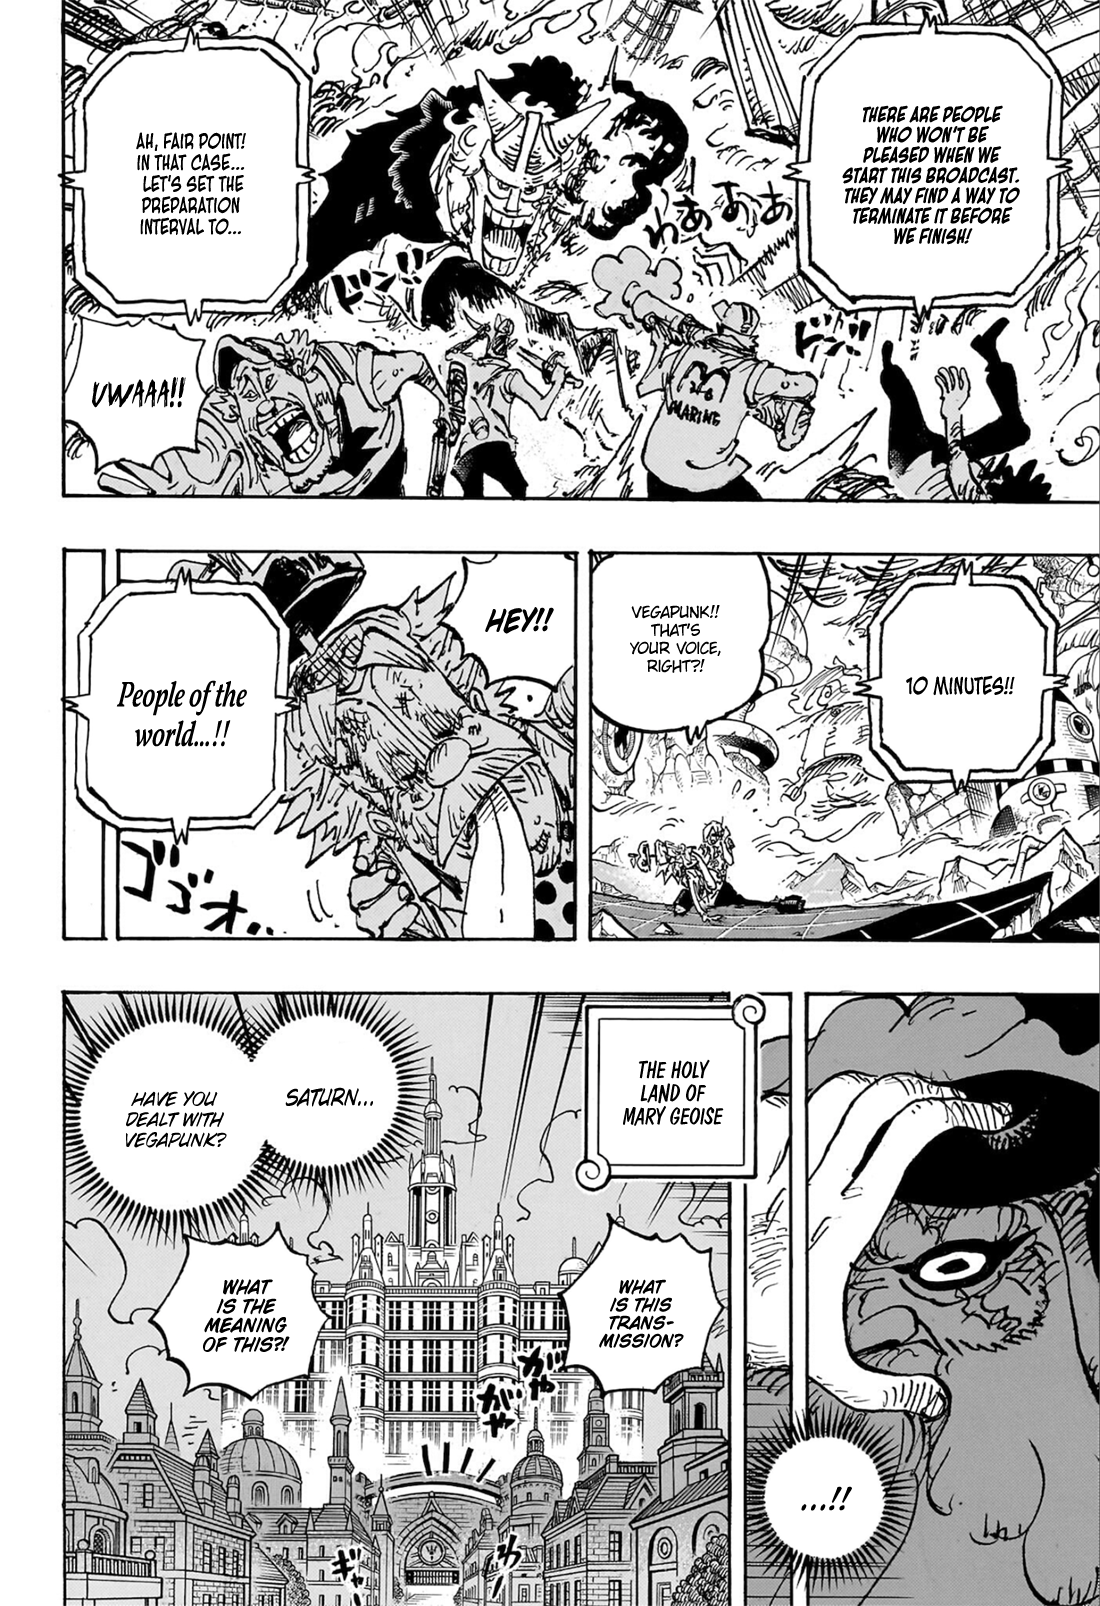 THERE ARE PEOPLE
WHO WON'T BE
PLEASED WHEN WE
START THIS BROADCAST.
THEY MAY FIND A WAY TO
TERMINATE IT BEFORE
WE FINISH!
AH, FAIR POINT!
IN THAT CASE...
LET'S SET THE
PREPARATION
INTERVAL TO...
わああぁ
ドドン!!
ドドン!!
UWAAA!!
MARINE
10 MINUTES!!
VEGAPUNK!!
THAT'S
YOUR VOICE,
RIGHT?!
HEY!!
People of the
world...!!
ゴゴゴオ...
...!!
THE HOLY
LAND OF
MARY GEOISE
SATURN...
HAVE YOU
DEALT WITH
VEGAPUNK?
WHAT
IS THIS
TRANS-
MISSION?
WHAT
IS THE
MEANING
OF THIS?!
ガヤ
ガヤ